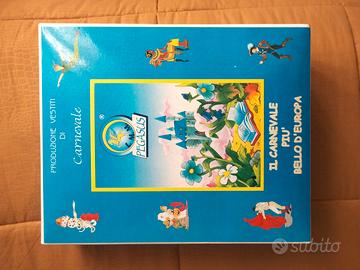 PRODUZIONE VESTITI
DI
Carnevale
®
PEGASUS
IL CARNEVALE
PIU'
BELLO D'EUROPA
subito